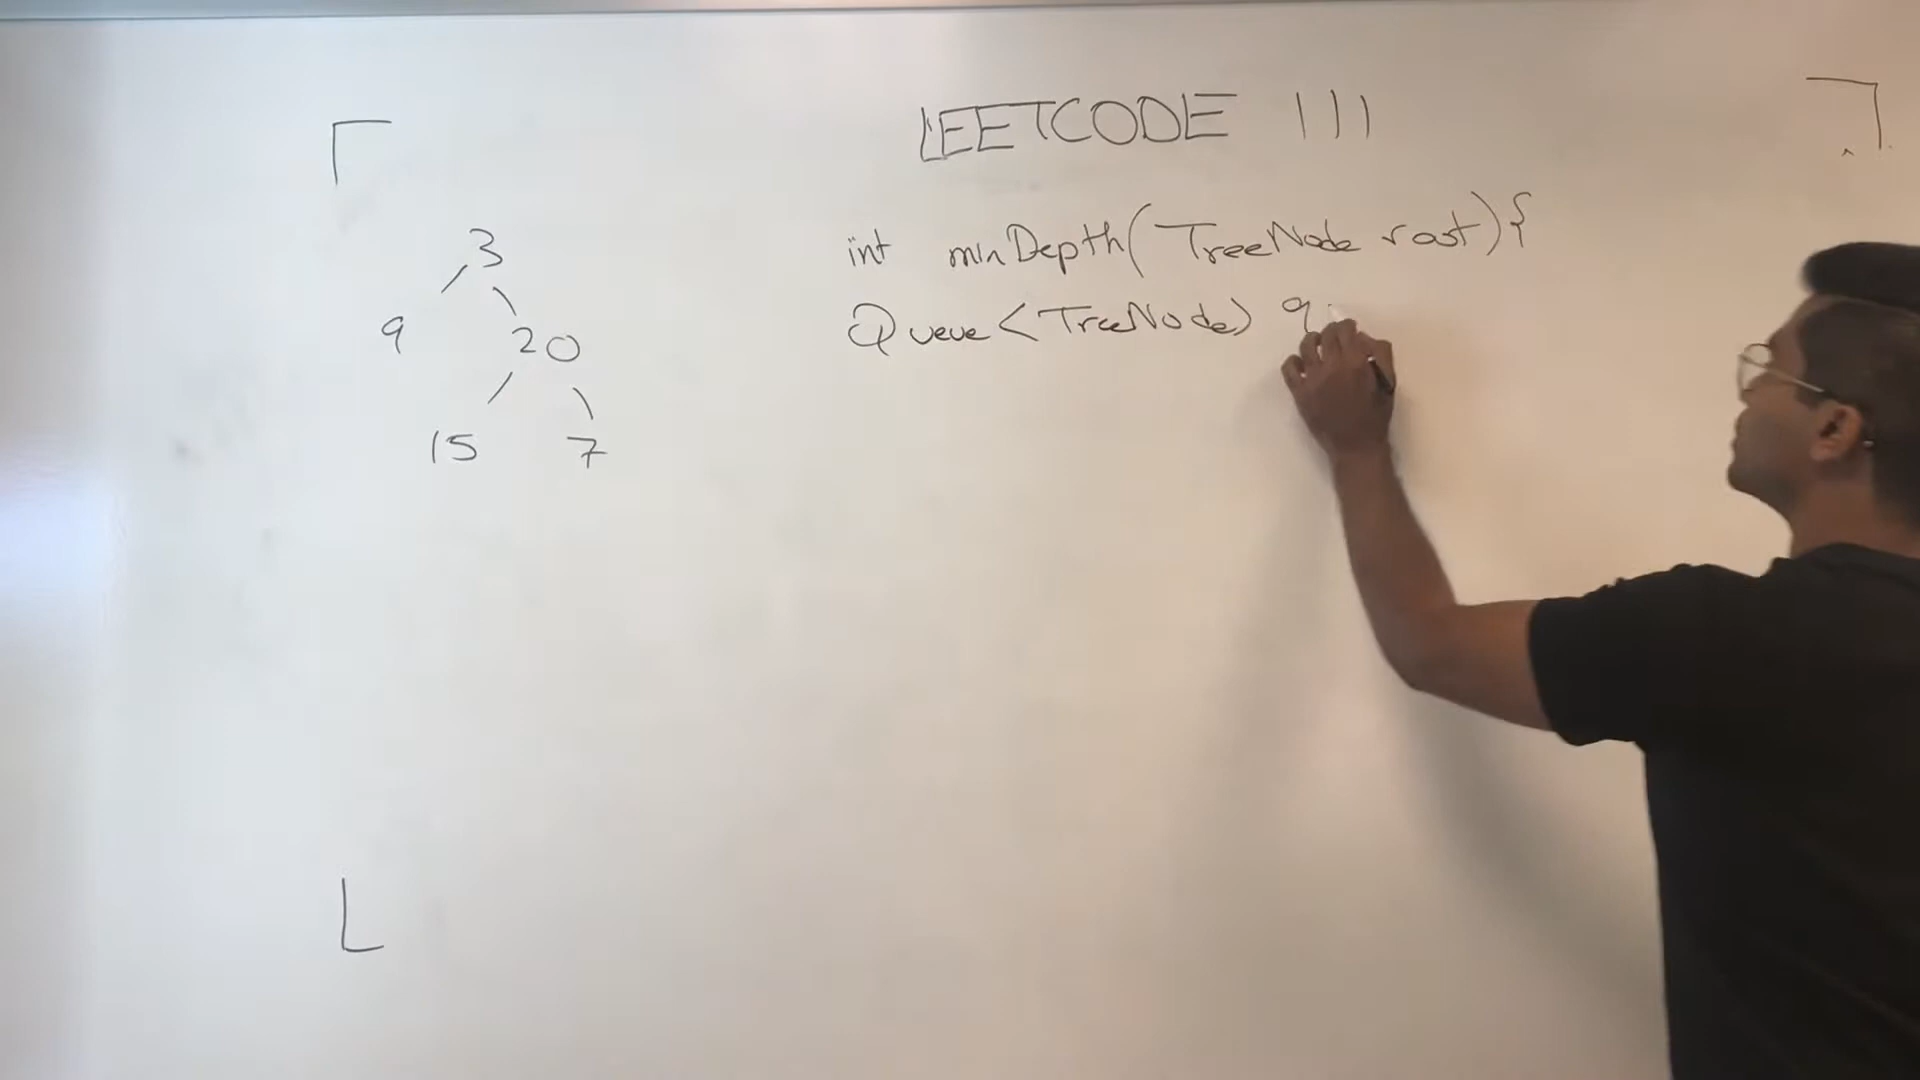 LEETCODE 111
int minDepth(TreeNode root){
Queue<TreeNode> q
3
9 20
15 7